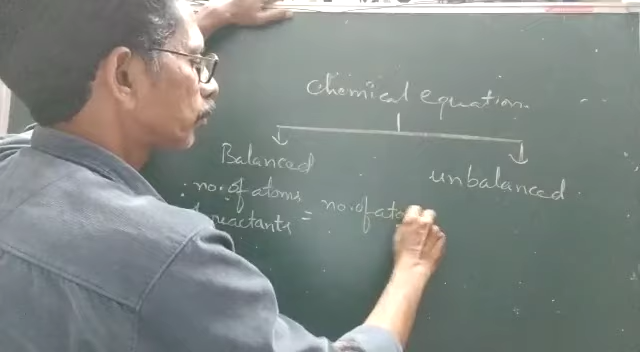 Chemical equation.
Balanced
unbalanced.
no. of atoms
reactants = no. of ato